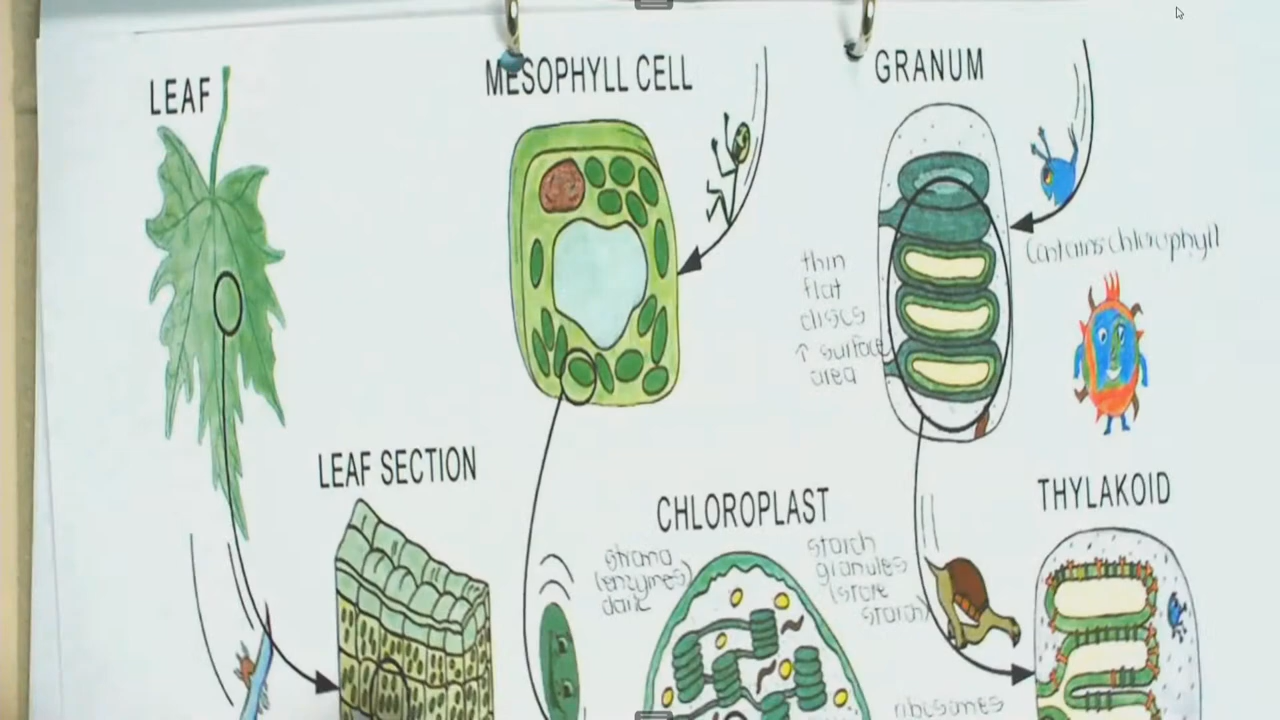 LEAF
MESOPHYLL CELL
GRANUM
contains chlorophyll
thin
flat
discs
↑ surface
area
LEAF SECTION
CHLOROPLAST
THYLAKOID
stroma
(enzymes)
dark
starch
granules
(store
starch)
ribosomes